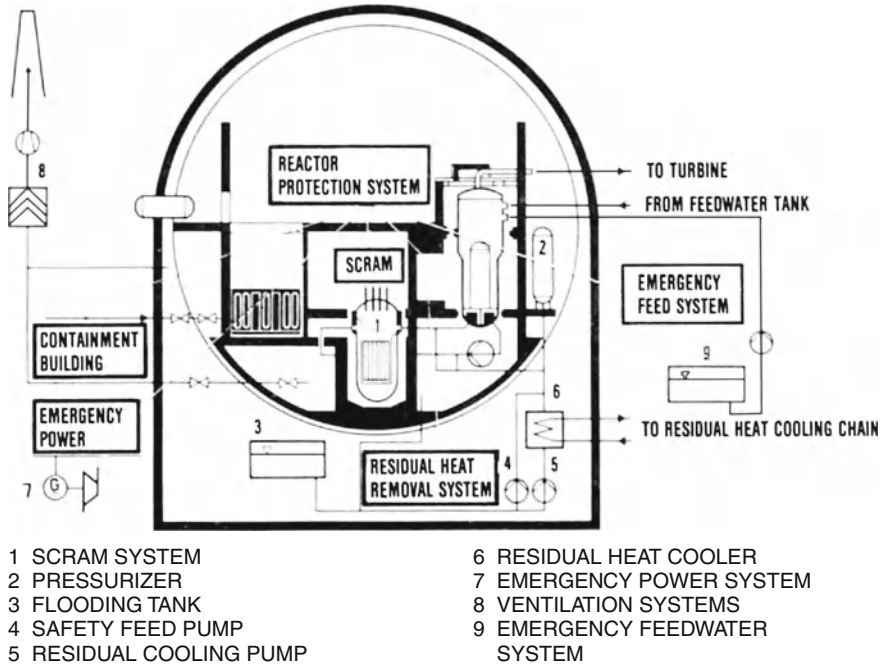 8
REACTOR
PROTECTION SYSTEM
TO TURBINE
FROM FEEDWATER TANK
2
SCRAM
EMERGENCY
FEED SYSTEM
1
CONTAINMENT
BUILDING
9
6
EMERGENCY
POWER
3
TO RESIDUAL HEAT COOLING CHAIN
RESIDUAL HEAT
REMOVAL SYSTEM
4
5
7
G
1 SCRAM SYSTEM
2 PRESSURIZER
3 FLOODING TANK
4 SAFETY FEED PUMP
5 RESIDUAL COOLING PUMP
6 RESIDUAL HEAT COOLER
7 EMERGENCY POWER SYSTEM
8 VENTILATION SYSTEMS
9 EMERGENCY FEEDWATER
SYSTEM